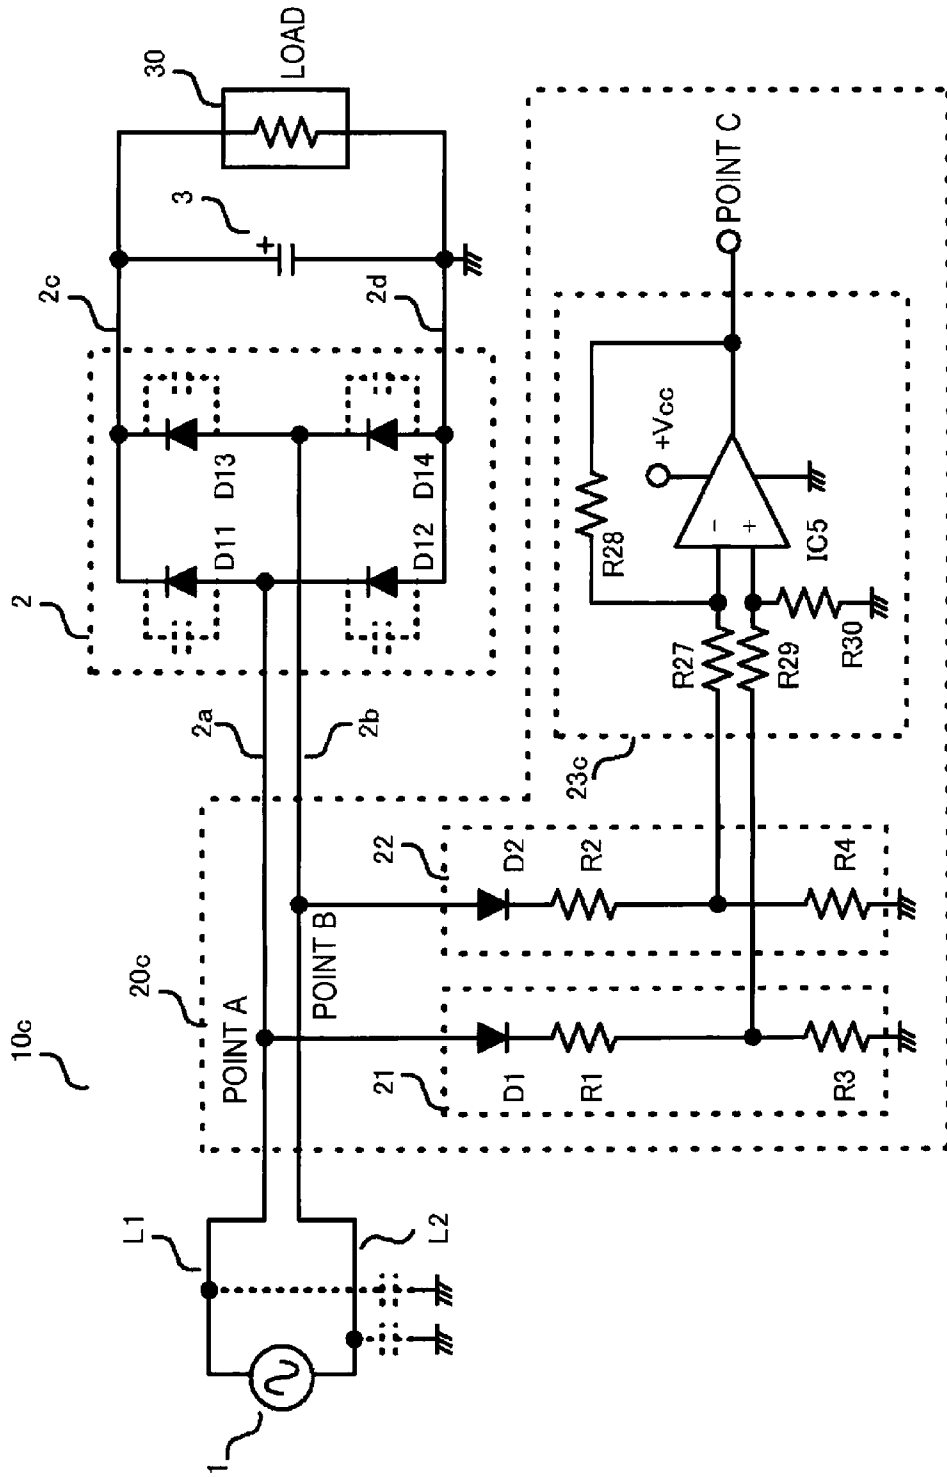 10c
20c
POINT A
POINT B
L1
L2
1
2a
2b
2
2c
2d
D11
D13
D12
D14
3
+
30
LOAD
21
D1
R1
R3
22
D2
R2
R4
23c
R27
R28
R29
R30
-
+
IC5
+Vcc
POINT C